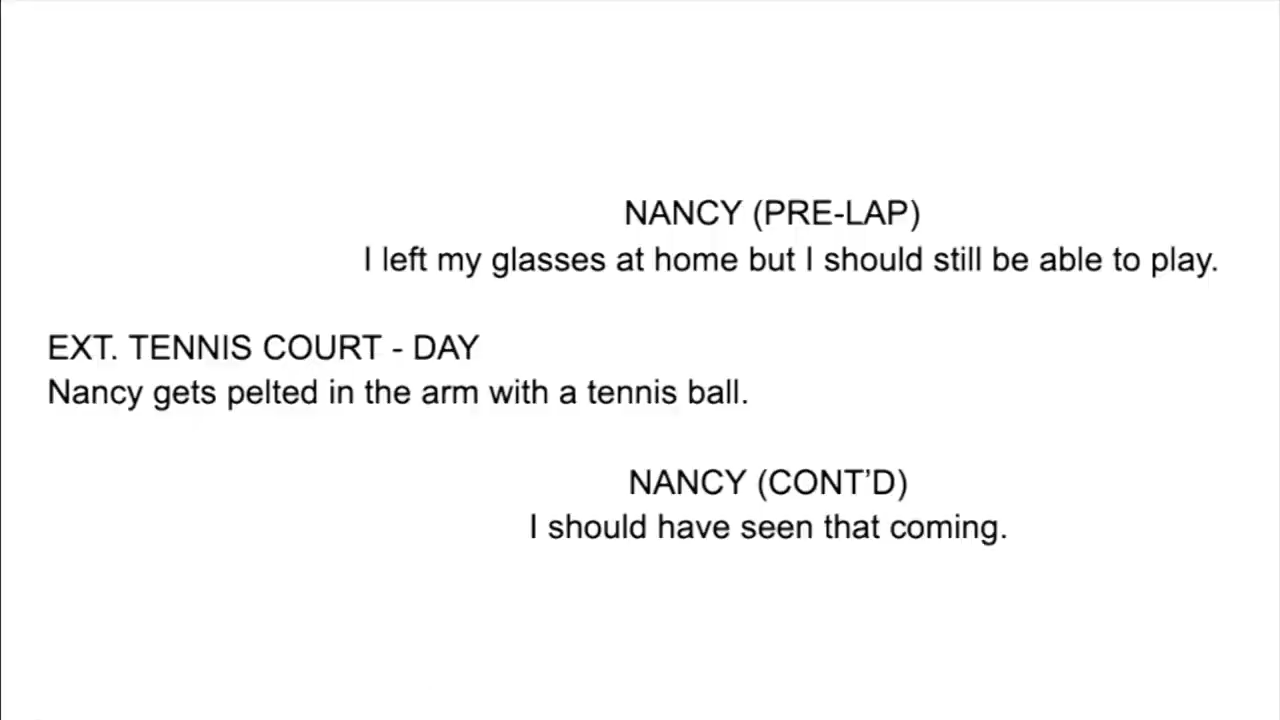 NANCY (PRE-LAP)
I left my glasses at home but I should still be able to play.
EXT. TENNIS COURT - DAY
Nancy gets pelted in the arm with a tennis ball.
NANCY (CONT’D)
I should have seen that coming.